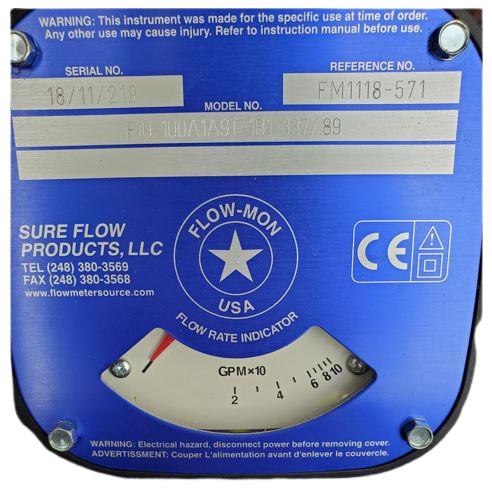 WARNING: This instrument was made for the specific use at time of order.
Any other use may cause injury. Refer to instruction manual before use.
SERIAL NO.
REFERENCE NO.
18/11/219
FM1118-571
MODEL NO.
SURE FLOW
PRODUCTS, LLC
TEL (248) 380-3569
FAX (248) 380-3568
www.flowmetersource.com
FLOW-MON
USA
CE
FLOW RATE INDICATOR
GPM×10
2 4 6 8 10
WARNING: Electrical hazard, disconnect power before removing cover.
ADVERTISSEMENT: Couper L'alimentation avant d'enlever le couvercle.